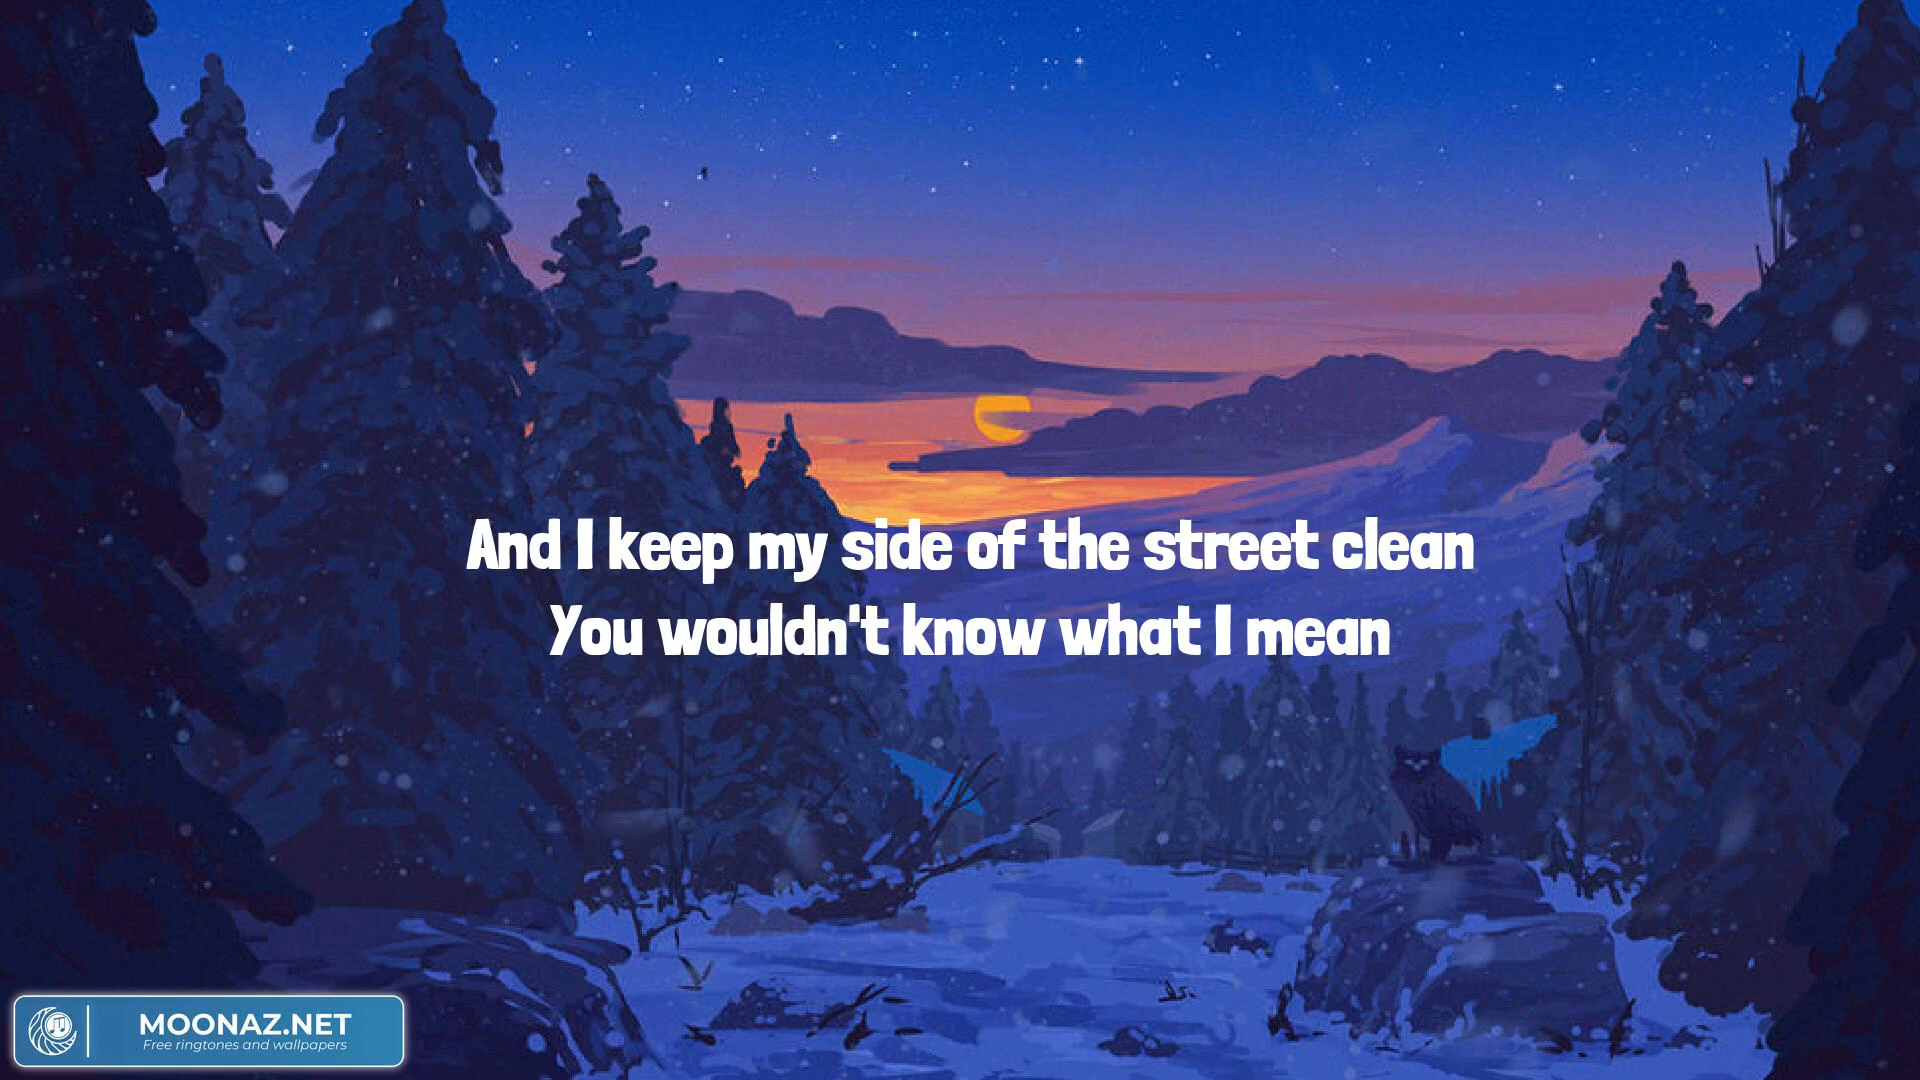 And I keep my side of the street clean
You wouldn't know what I mean
MOONAZ.NET
Free ringtones and wallpapers